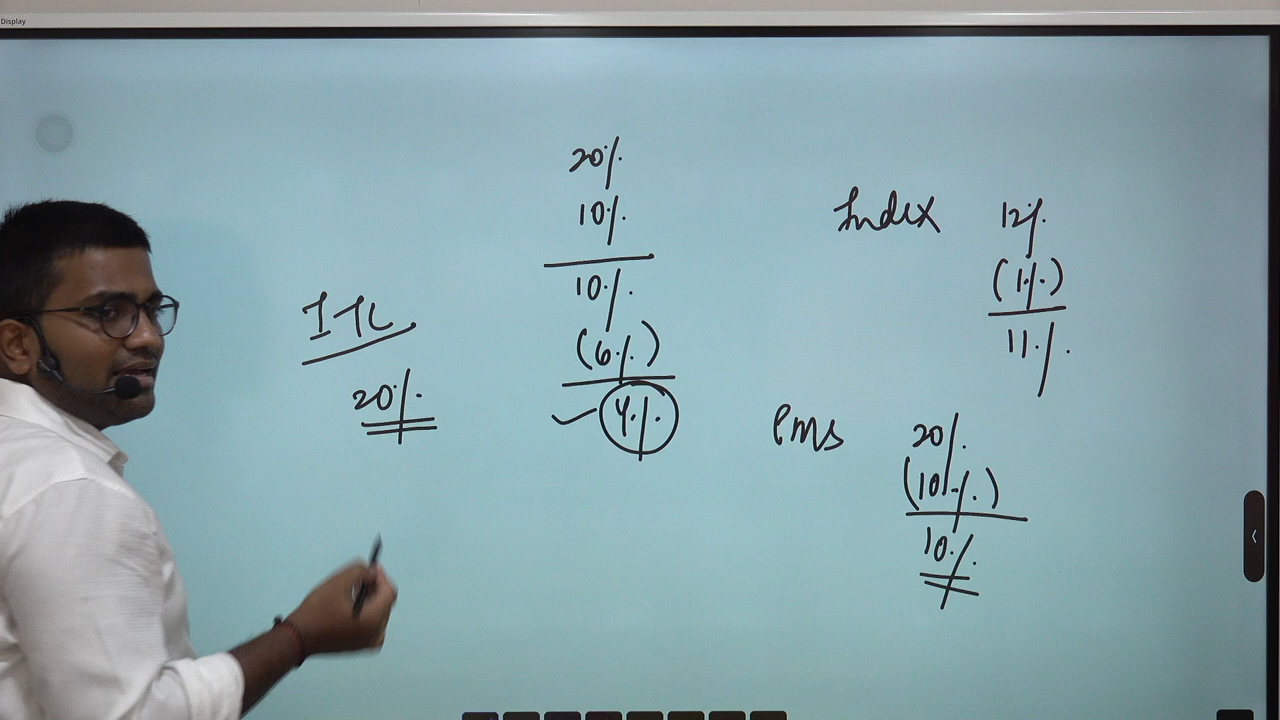 Display
ITC
20%
20%
10%
10%
(6%)
4%
Index 12%
(1%)
11%
PMS 20%
(10%)
10%